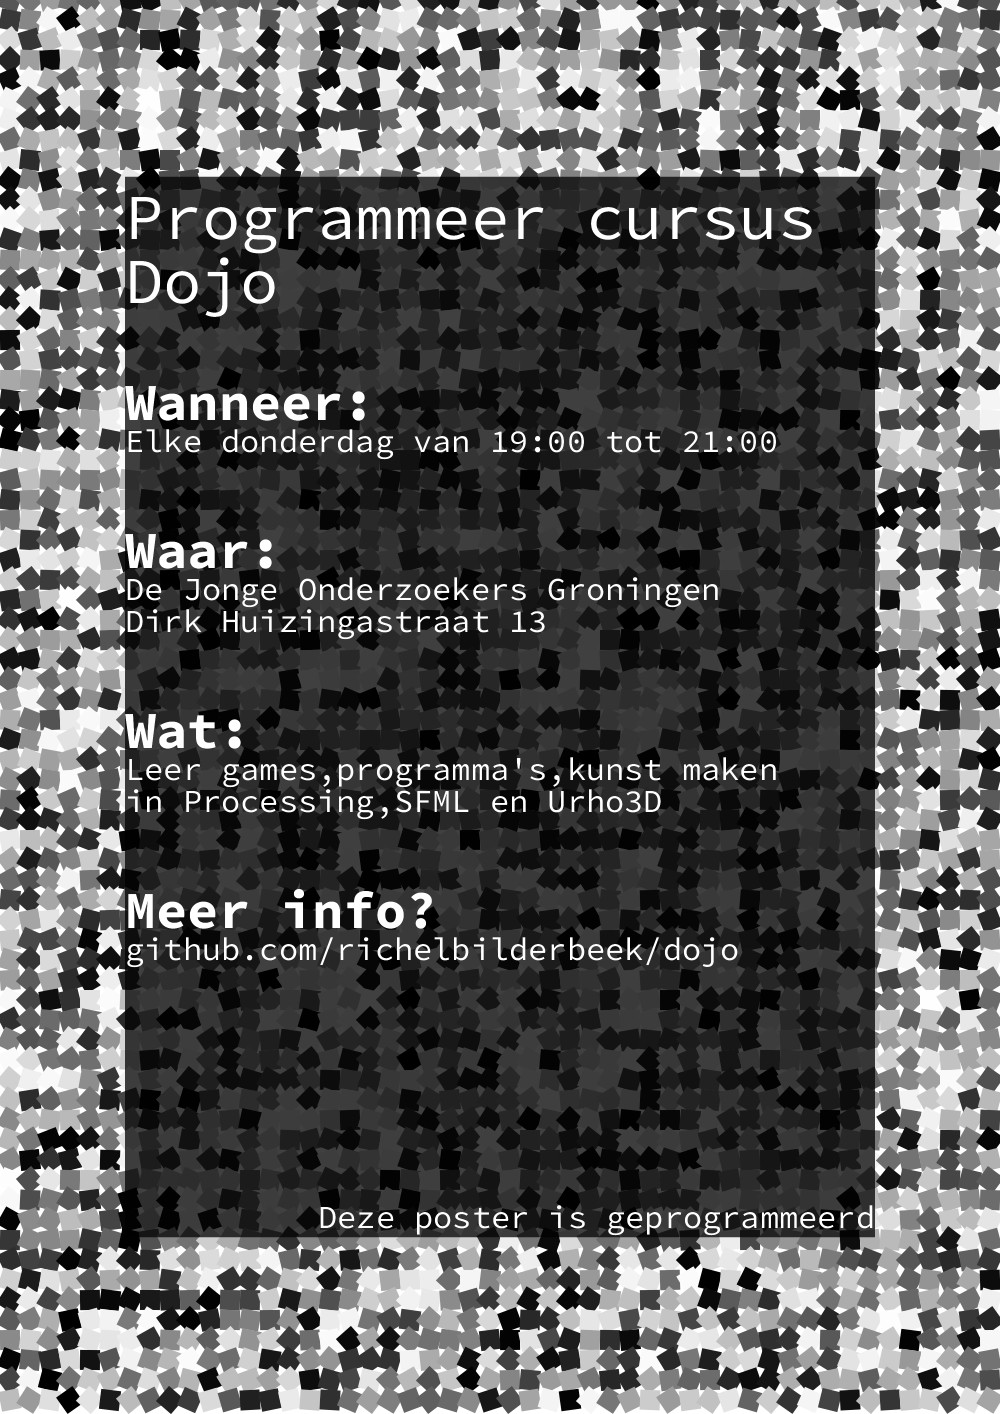 Programmeer cursus
Dojo
Wanneer:
Elke donderdag van 19:00 tot 21:00
Waar:
De Jonge Onderzoekers Groningen
Dirk Huizingastraat 13
Wat:
Leer games,programma's,kunst maken
in Processing,SFML en Urho3D
Meer info?
github.com/richelbilderbeek/dojo
Deze poster is geprogrammeerd